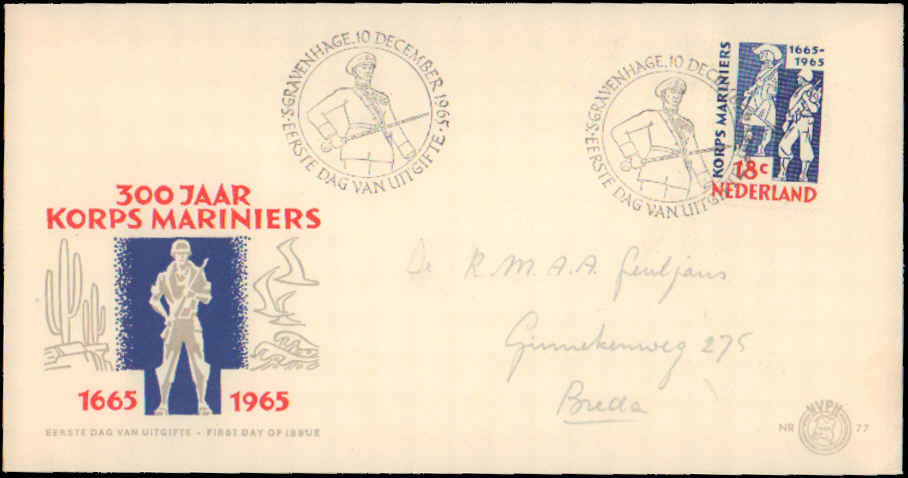 'S GRAVENHAGE. 10 DECEMBER 1965 · EERSTE DAG VAN UITGIFTE ·
'S GRAVENHAGE. 10 DECEMBER
EERSTE DAG VAN UITGIFTE
KORPS MARINIERS
1665-
1965
18c
NEDERLAND
300 JAAR
KORPS MARINIERS
1665 1965
EERSTE DAG VAN UITGIFTE • FIRST DAY OF ISSUE
R. M. A. A.
Ginnekenweg 275
Breda
NVPH
NR 77